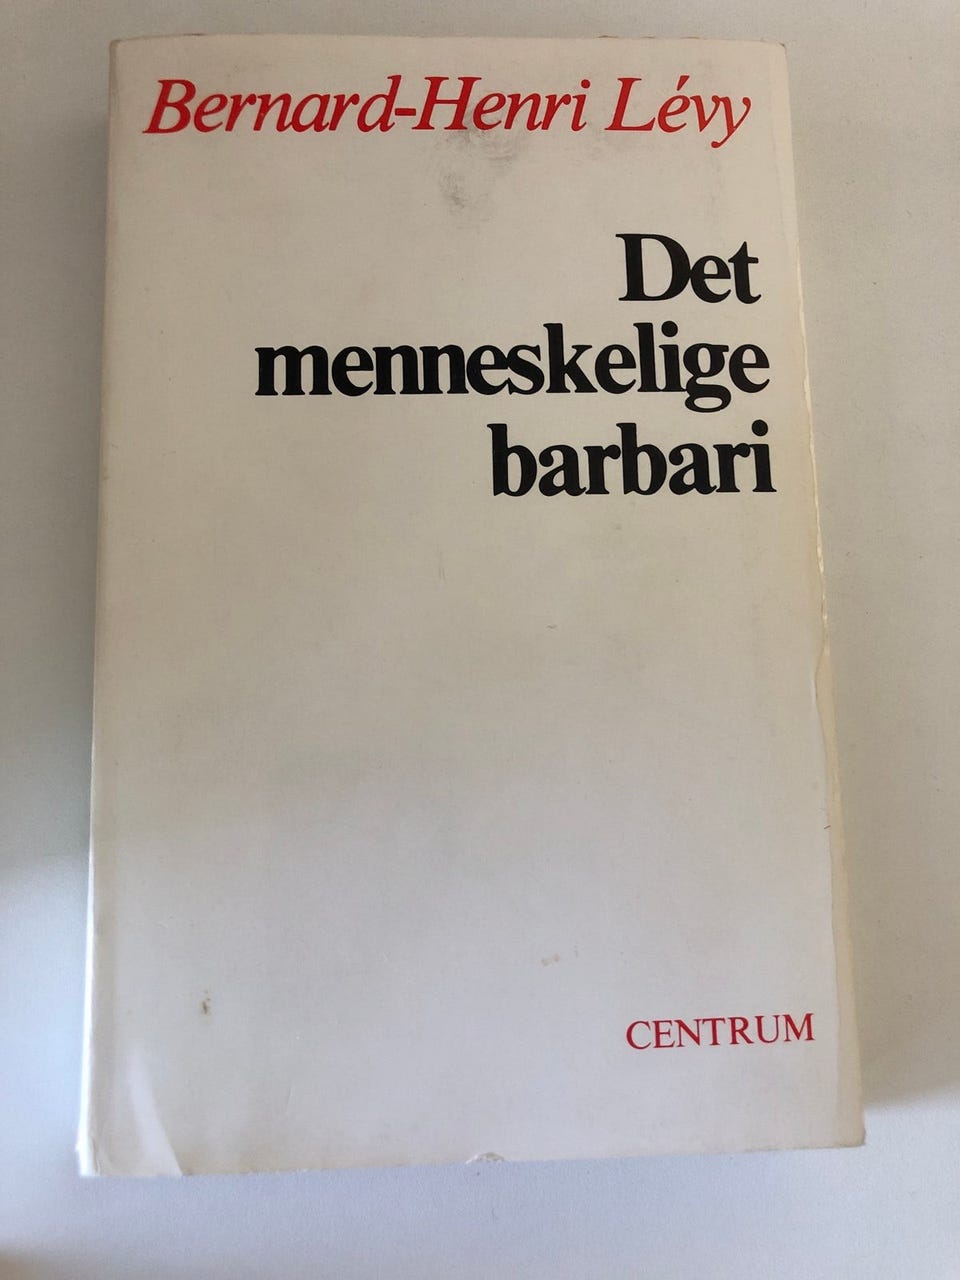 Bernard-Henri Lévy
Det
menneskelige
barbari
CENTRUM